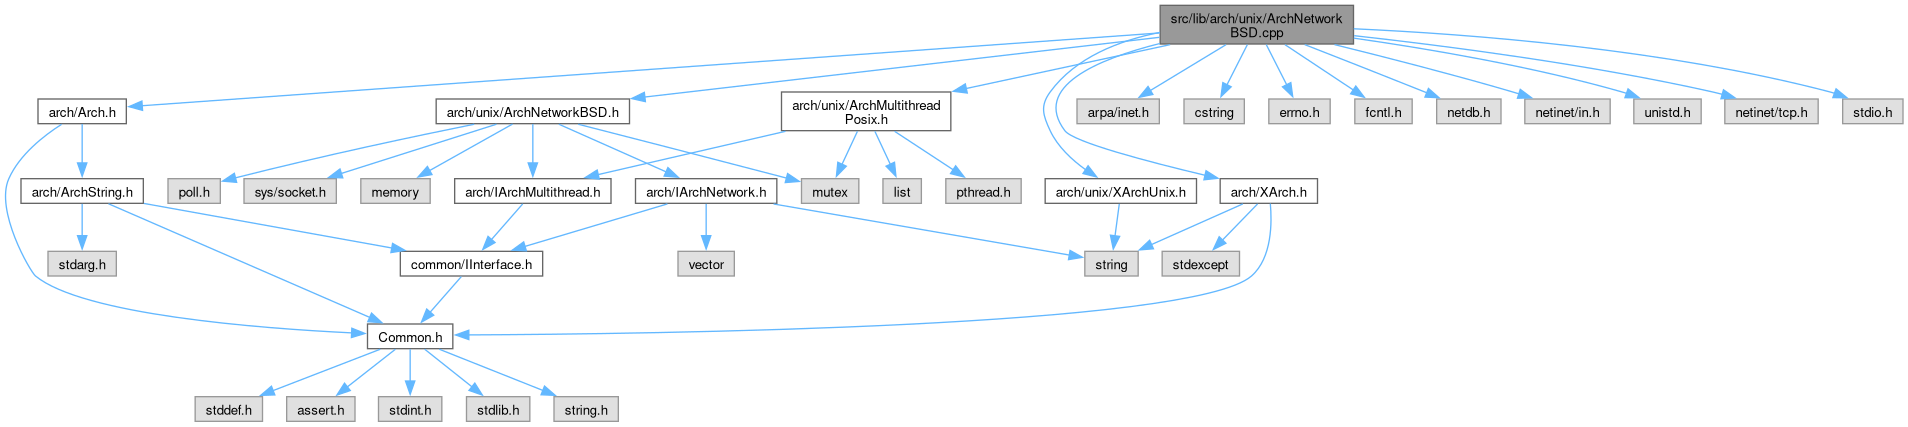 src/lib/arch/unix/ArchNetwork
BSD.cpp
arch/Arch.h
arch/unix/ArchNetworkBSD.h
arch/unix/ArchMultithread
Posix.h
arpa/inet.h
cstring
errno.h
fcntl.h
netdb.h
netinet/in.h
unistd.h
netinet/tcp.h
stdio.h
arch/ArchString.h
poll.h
sys/socket.h
memory
arch/IArchMultithread.h
arch/IArchNetwork.h
mutex
list
pthread.h
arch/unix/XArchUnix.h
arch/XArch.h
stdarg.h
common/IInterface.h
vector
string
stdexcept
Common.h
stddef.h
assert.h
stdint.h
stdlib.h
string.h